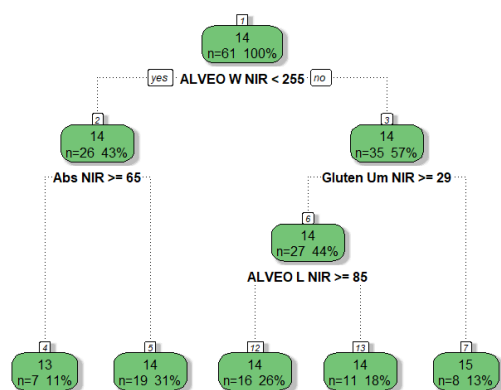 1
14
n=61 100%
yes ALVEO W NIR < 255 no
2
14
n=26 43%
3
14
n=35 57%
Abs NIR >= 65
Gluten Um NIR >= 29
6
14
n=27 44%
ALVEO L NIR >= 85
4
13
n=7 11%
5
14
n=19 31%
12
14
n=16 26%
13
14
n=11 18%
7
15
n=8 13%